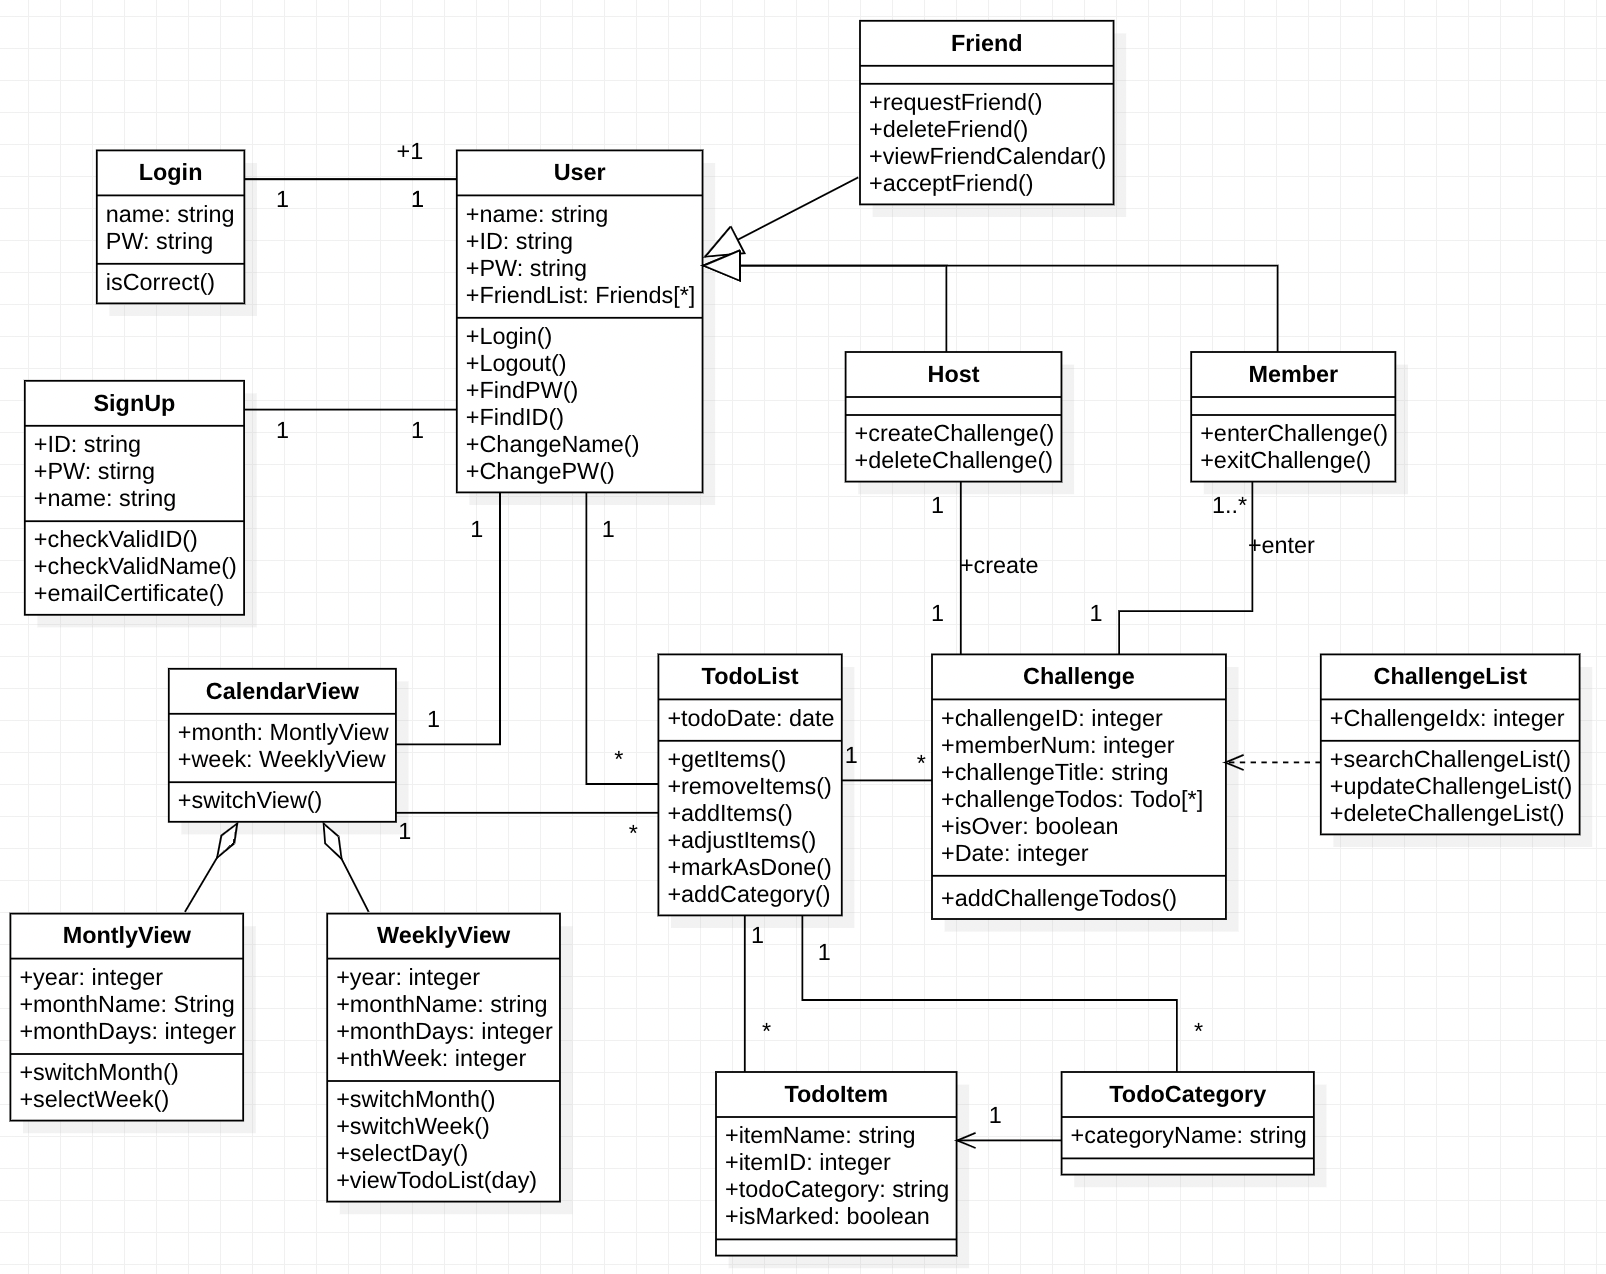 Friend
+requestFriend()
+deleteFriend()
+viewFriendCalendar()
+acceptFriend()
Login
name: string
PW: string
isCorrect()
+1
1
1
User
+name: string
+ID: string
+PW: string
+FriendList: Friends[*]
+Login()
+Logout()
+FindPW()
+FindID()
+ChangeName()
+ChangePW()
SignUp
+ID: string
+PW: stirng
+name: string
+checkValidID()
+checkValidName()
+emailCertificate()
1
1
Host
+createChallenge()
+deleteChallenge()
Member
+enterChallenge()
+exitChallenge()
1
1
1
1..*
+enter
+create
1
1
CalendarView
+month: MontlyView
+week: WeeklyView
+switchView()
1
*
1
*
TodoList
+todoDate: date
+getItems()
+removeItems()
+addItems()
+adjustItems()
+markAsDone()
+addCategory()
1
*
Challenge
+challengeID: integer
+memberNum: integer
+challengeTitle: string
+challengeTodos: Todo[*]
+isOver: boolean
+Date: integer
+addChallengeTodos()
ChallengeList
+ChallengeIdx: integer
+searchChallengeList()
+updateChallengeList()
+deleteChallengeList()
MontlyView
+year: integer
+monthName: String
+monthDays: integer
+switchMonth()
+selectWeek()
WeeklyView
+year: integer
+monthName: string
+monthDays: integer
+nthWeek: integer
+switchMonth()
+switchWeek()
+selectDay()
+viewTodoList(day)
1
1
*
*
TodoItem
+itemName: string
+itemID: integer
+todoCategory: string
+isMarked: boolean
1
TodoCategory
+categoryName: string